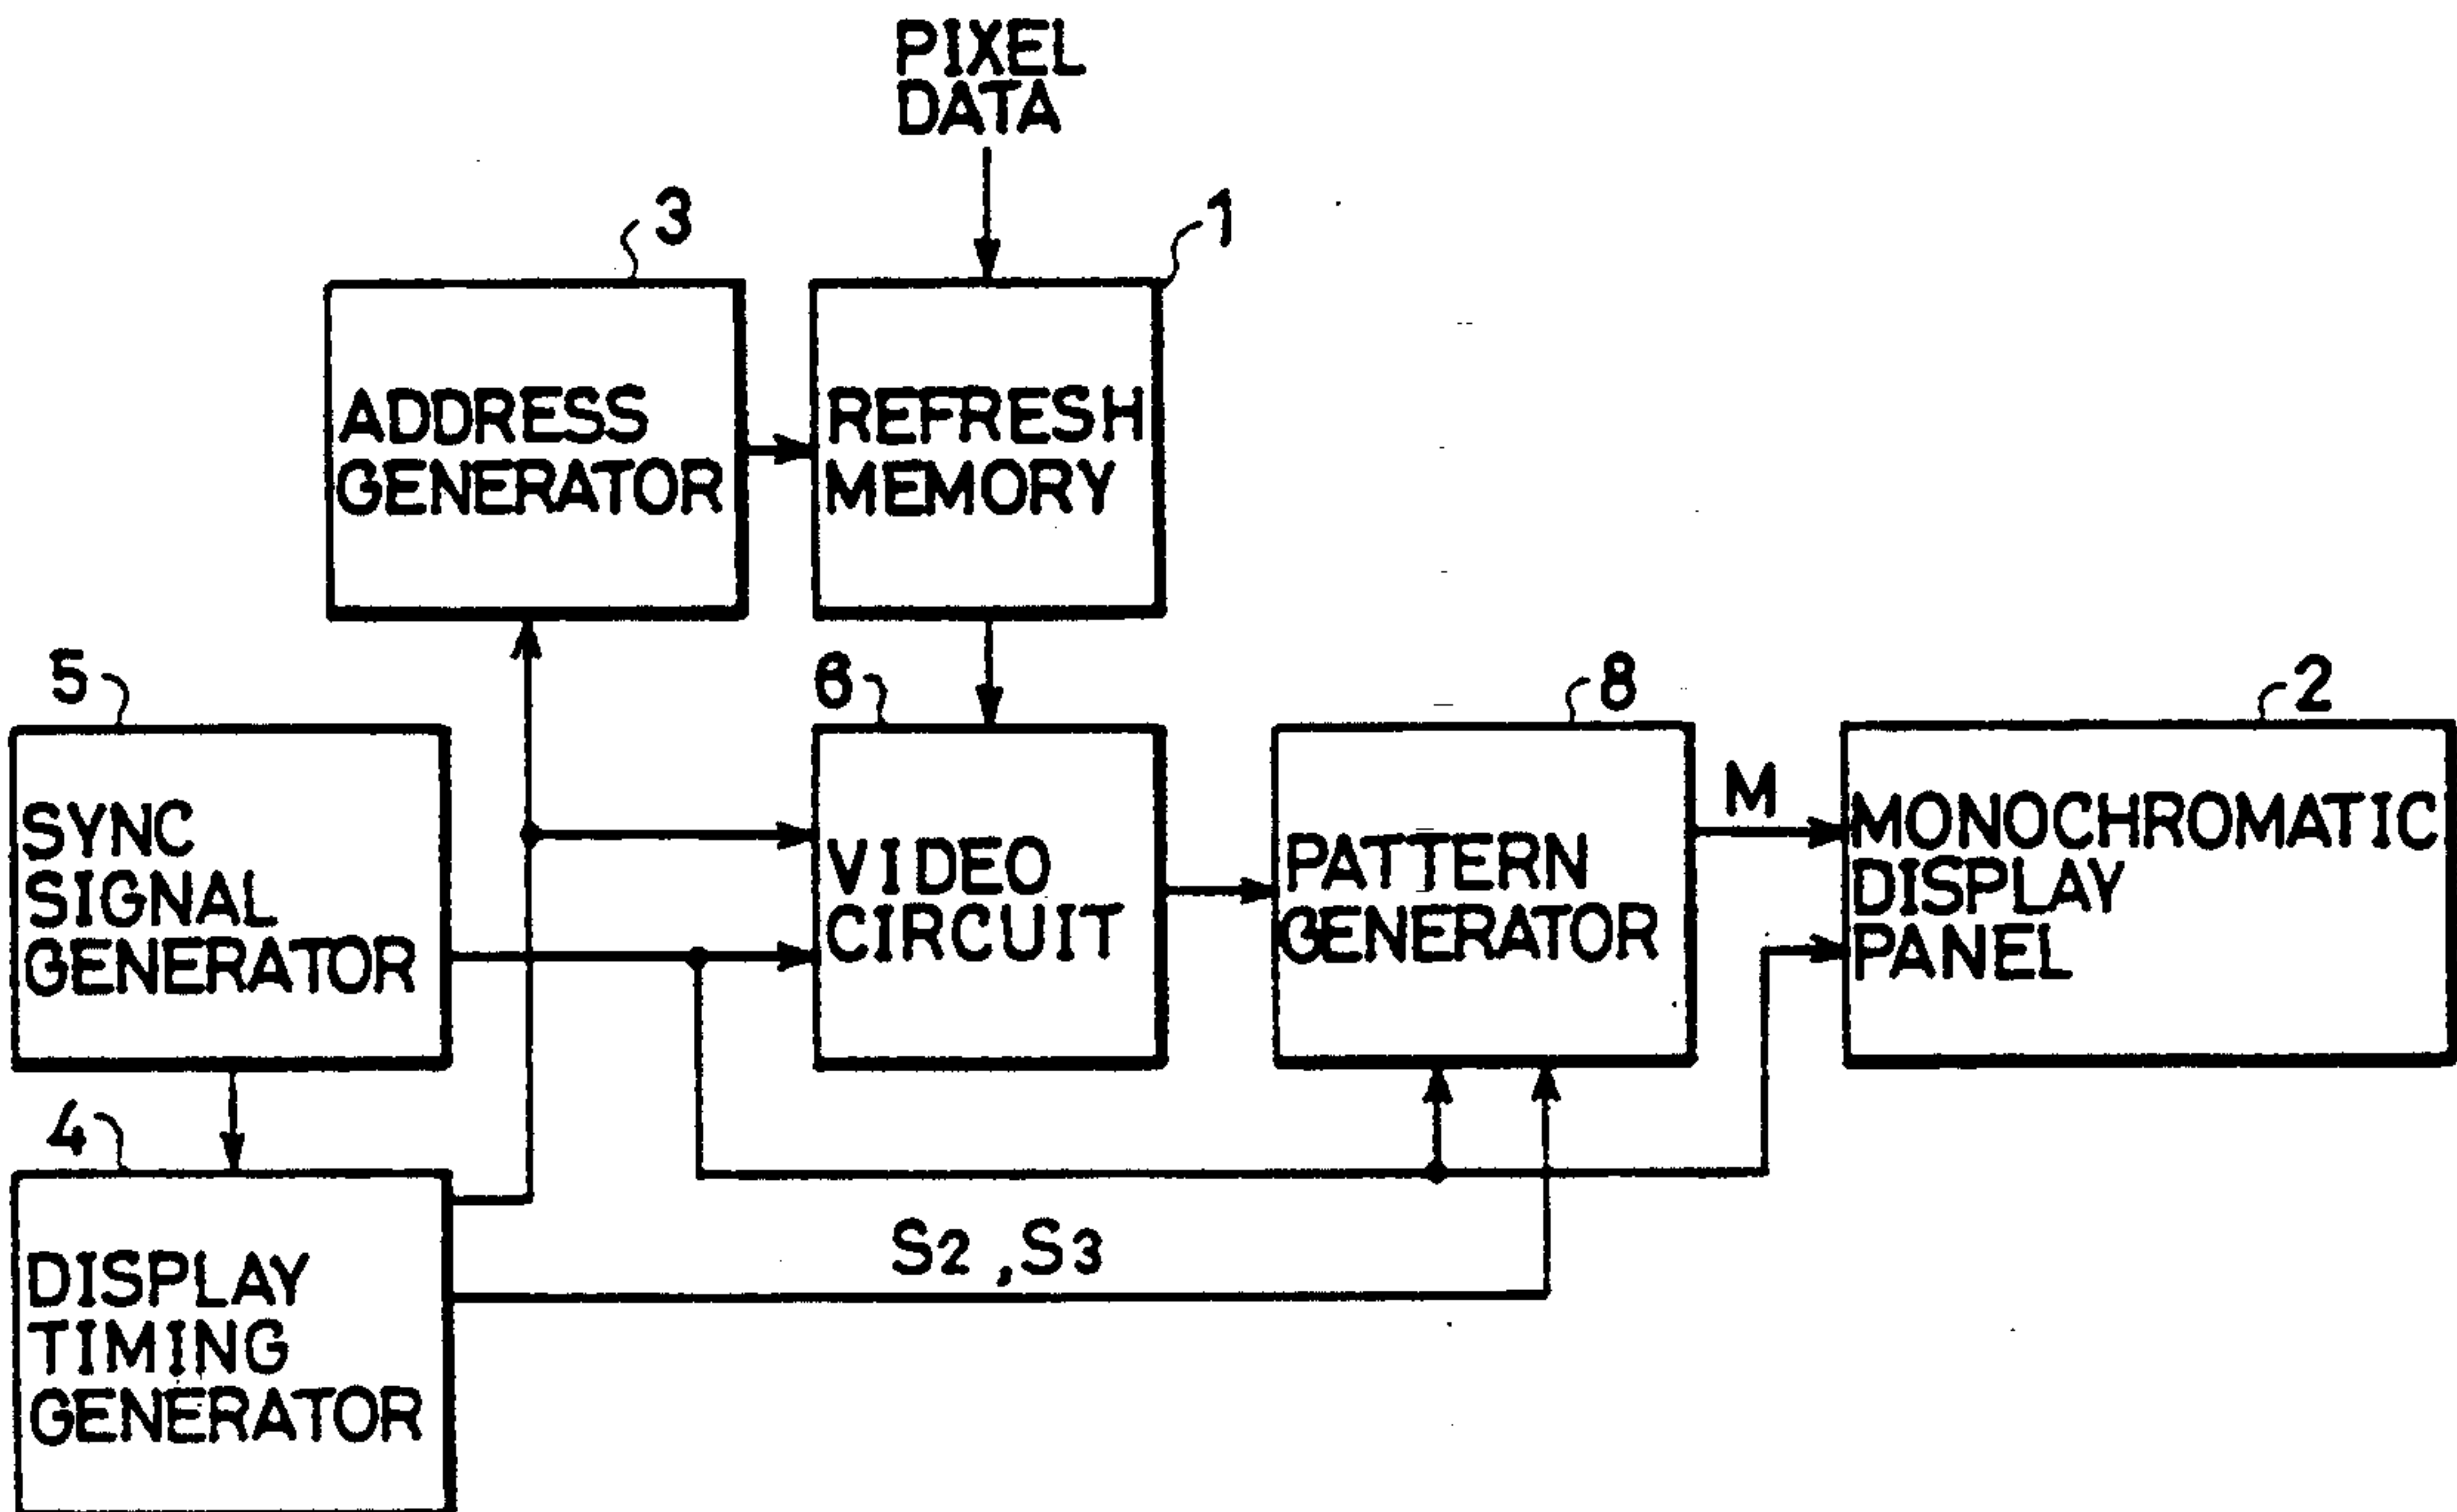 PIXEL
DATA
3
1
ADDRESS
GENERATOR
REFRESH
MEMORY
5
6
8
2
SYNC
SIGNAL
GENERATOR
VIDEO
CIRCUIT
PATTERN
GENERATOR
M
MONOCHROMATIC
DISPLAY
PANEL
4
S2 ,S3
DISPLAY
TIMING
GENERATOR